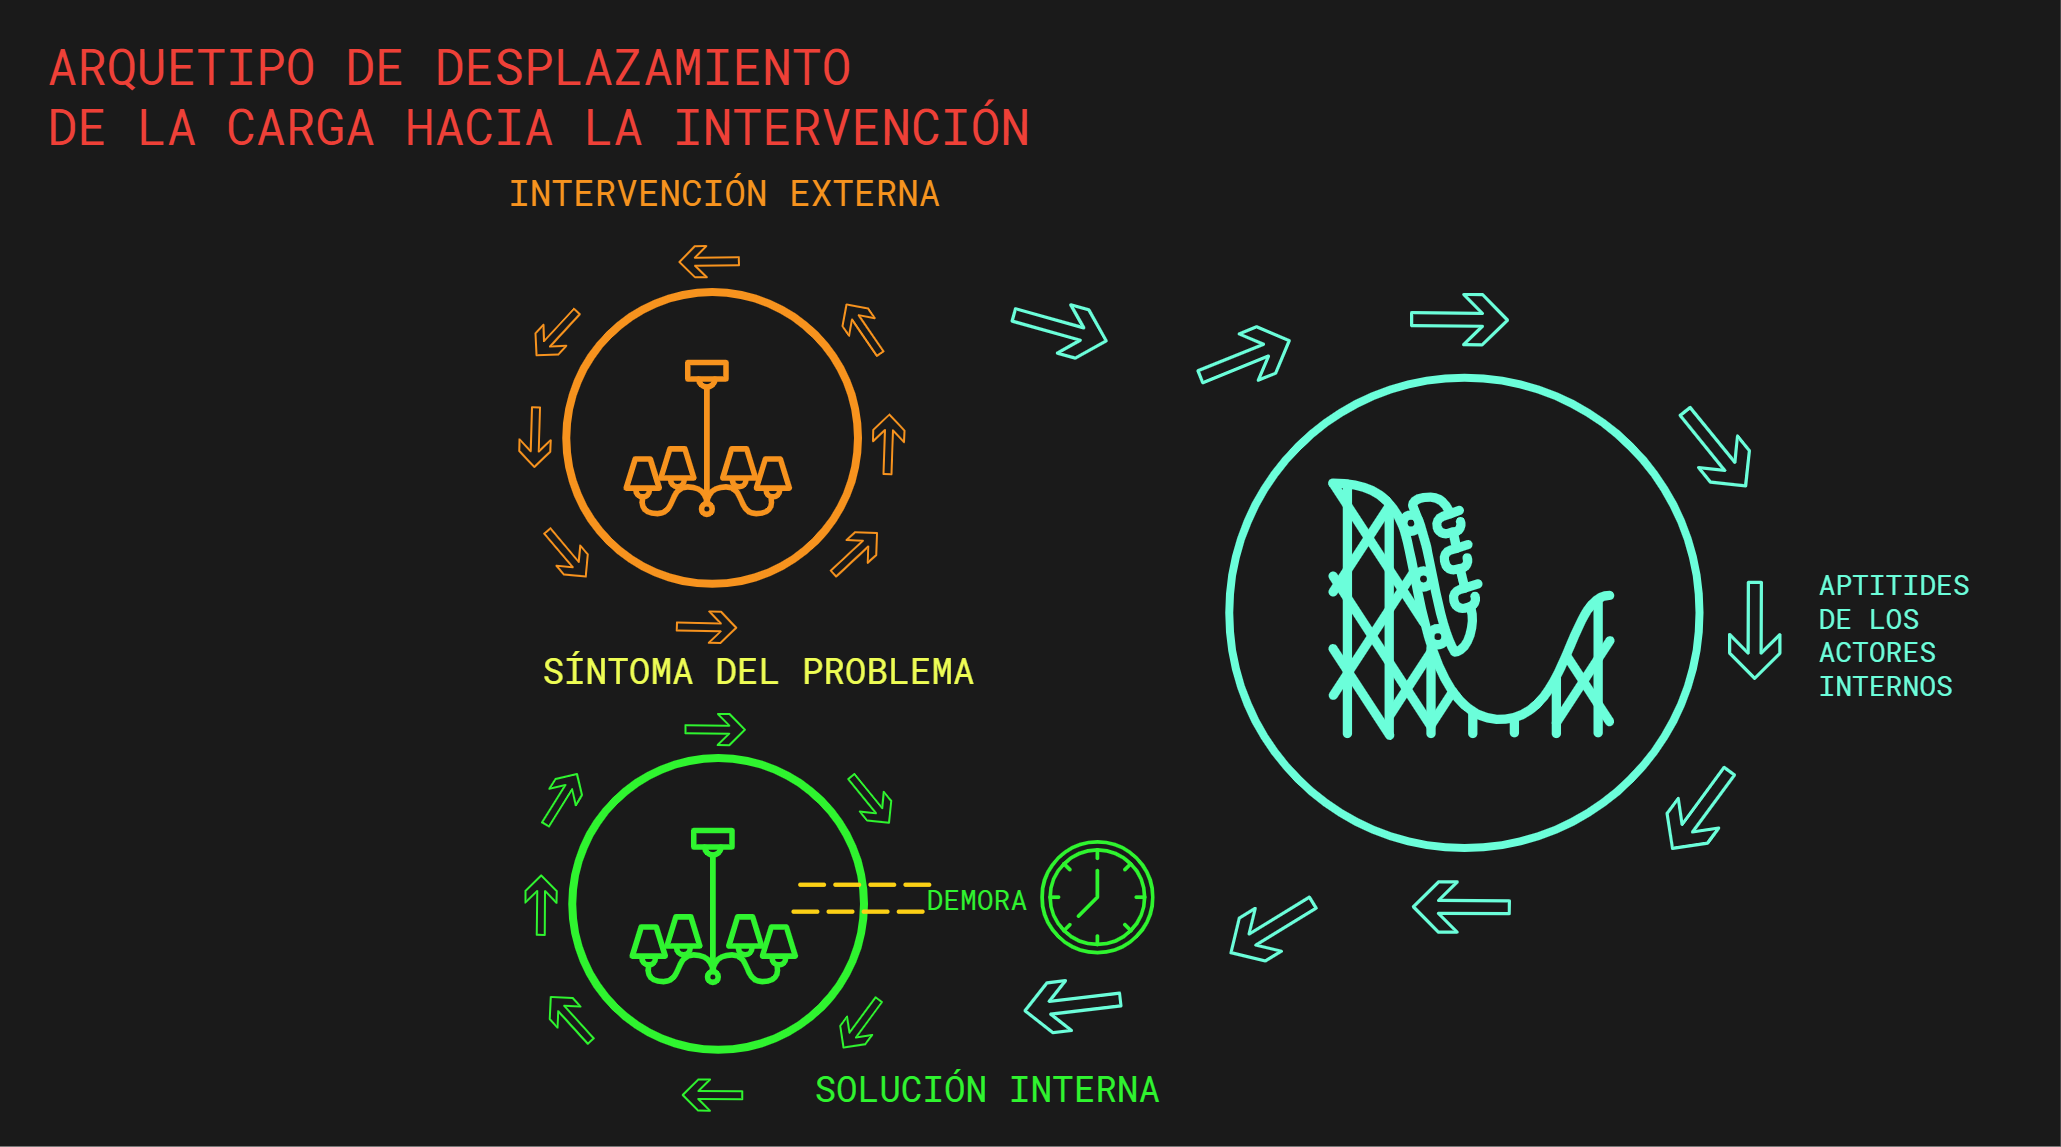 ARQUETIPO DE DESPLAZAMIENTO
DE LA CARGA HACIA LA INTERVENCIÓN
INTERVENCIÓN EXTERNA
SÍNTOMA DEL PROBLEMA
APTITIDES
DE LOS
ACTORES
INTERNOS
DEMORA
SOLUCIÓN INTERNA